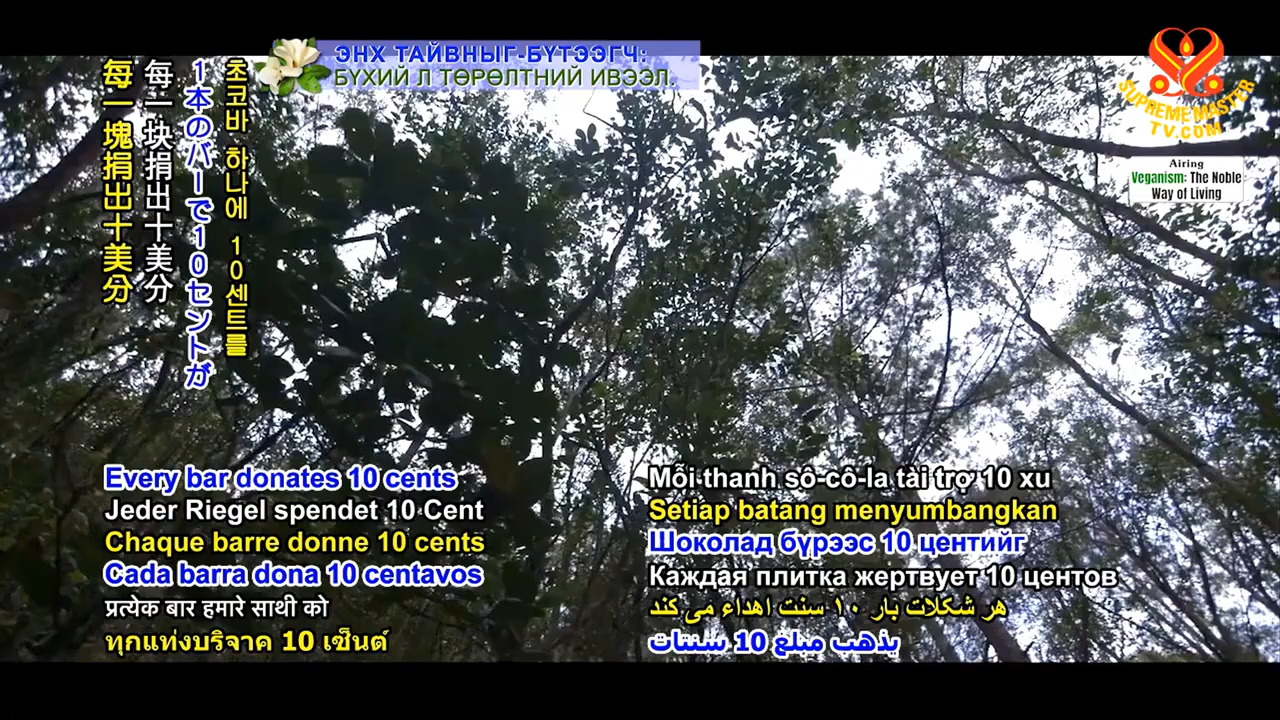 ЭНХ ТАЙВНЫГ-БҮТЭЭГЧ:
БҮХИЙ Л ТӨРӨЛТНИЙ ИВЭЭЛ.
SUPREME MASTER
TV.COM
Airing
Veganism: The Noble
Way of Living
每一塊捐出十美分
每一块捐出十美分
1本のバーで10セントが
초코바 하나에 10센트를
Every bar donates 10 cents
Jeder Riegel spendet 10 Cent
Chaque barre donne 10 cents
Cada barra dona 10 centavos
प्रत्येक बार हमारे साथी को
ทุกแท่งบริจาค 10 เซ็นต์
Mỗi thanh sô-cô-la tài trợ 10 xu
Setiap batang menyumbangkan
Шоколад бүрээс 10 центийг
Каждая плитка жертвует 10 центов
هر شکلات بار ۱۰ سنت اهداء می کند
يذهب مبلغ 10 سنتات